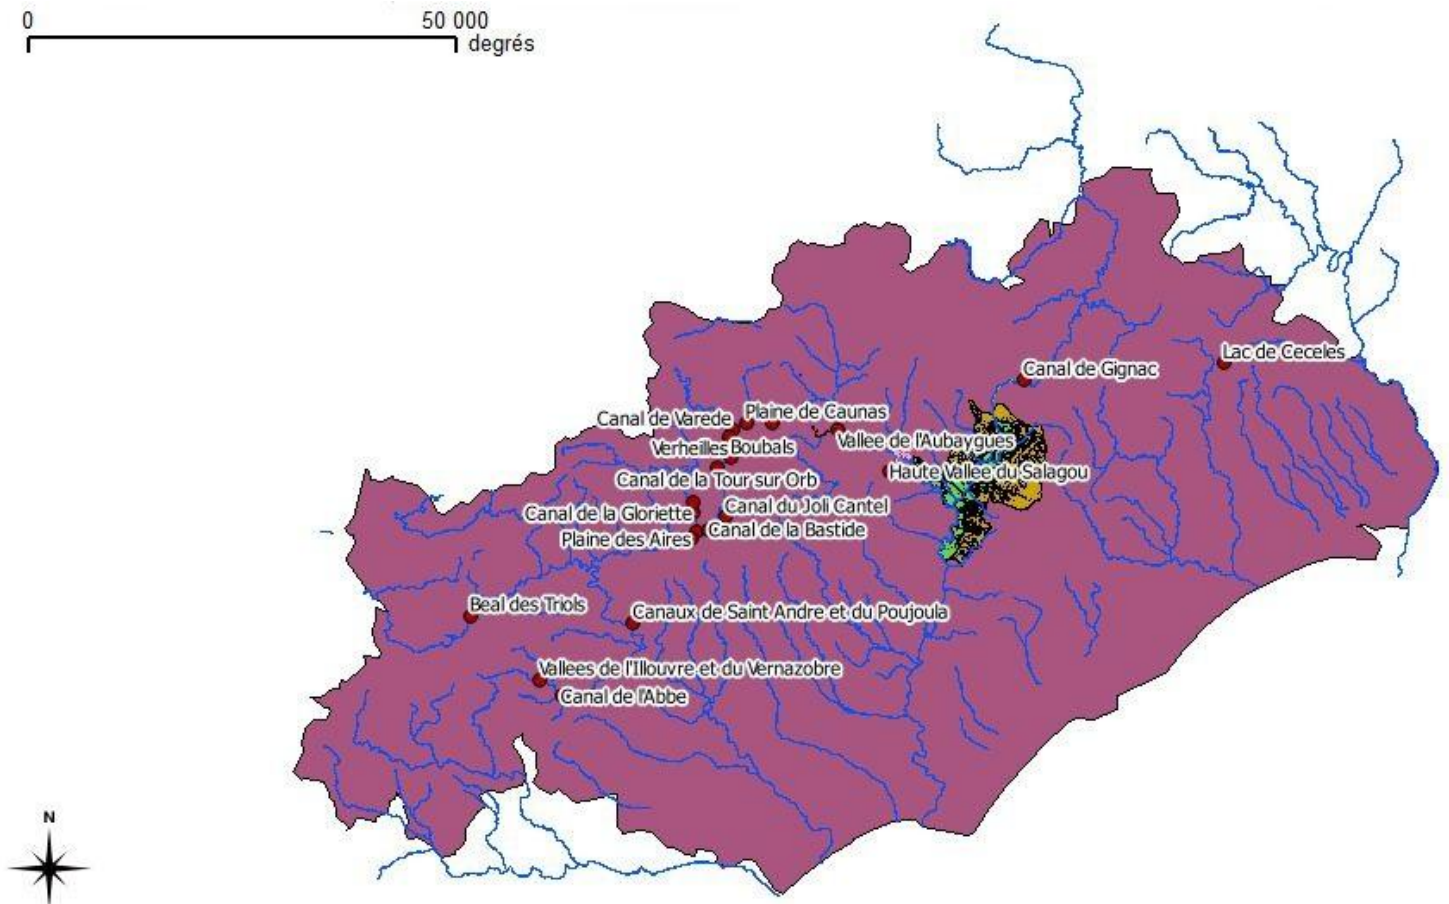 0 50 000
degrés
Lac de Ceceles
Canal de Gignac
Canal de Varede
Plaine de Caunas
Vallee de l'Aubaygues
Verheilles
Boubals
Haute Vallee du Salagou
Canal de la Tour sur Orb
Canal du Joli Cantel
Canal de la Gloriette
Canal de la Bastide
Plaine des Aires
Beal des Triols
Canaux de Saint Andre et du Poujoula
Vallees de l'Illouvre et du Vernazobre
Canal de l'Abbe
N